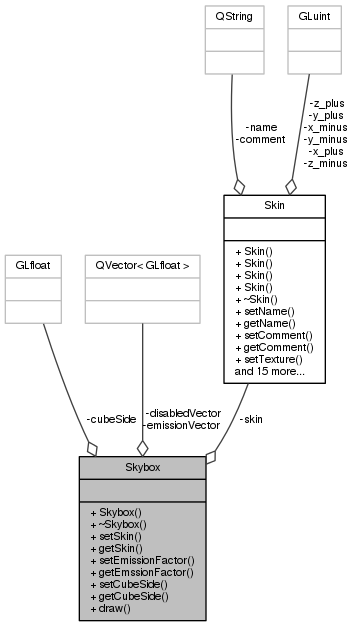 QString
GLuint
-name
-comment
-z_plus
-y_plus
-x_minus
-y_minus
-x_plus
-z_minus
Skin
+ Skin()
+ Skin()
+ Skin()
+ Skin()
+ ~Skin()
+ setName()
+ getName()
+ setComment()
+ getComment()
+ setTexture()
and 15 more...
GLfloat
QVector< GLfloat >
-cubeSide
-disabledVector
-emissionVector
-skin
Skybox
+ Skybox()
+ ~Skybox()
+ setSkin()
+ getSkin()
+ setEmissionFactor()
+ getEmssionFactor()
+ setCubeSide()
+ getCubeSide()
+ draw()